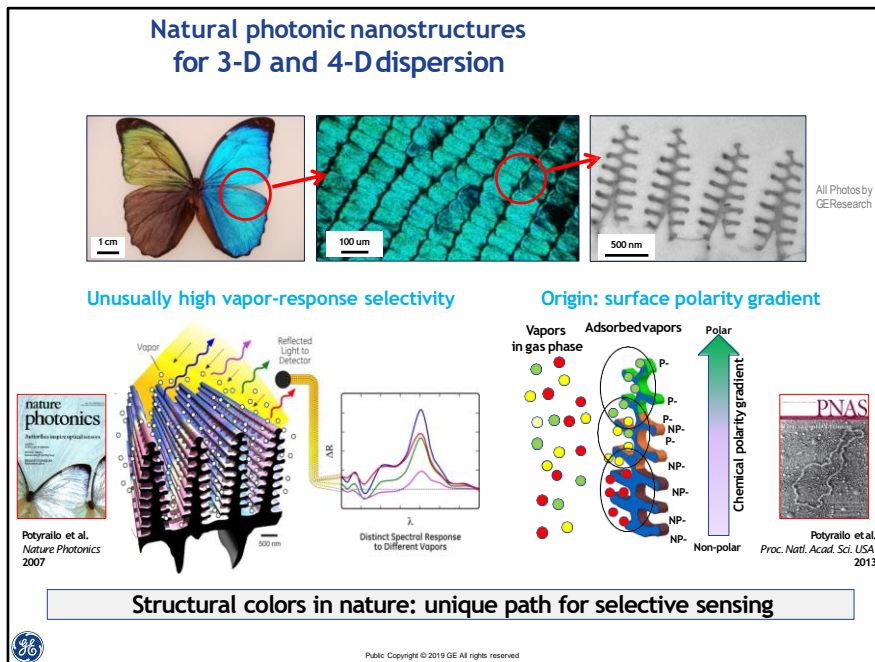 Natural photonic nanostructures
for 3-D and 4-D dispersion
1 cm
100 um
500 nm
All Photos by
GE Research
Unusually high vapor-response selectivity
Origin: surface polarity gradient
Vapor
Reflected
Light to
Detector
500 nm
ΔR
λ
Distinct Spectral Response
to Different Vapors
Vapors
in gas phase
Adsorbed vapors
P-
P-
P-
NP-
P-
NP-
NP-
NP-
NP-
Polar
Chemical polarity gradient
Non-polar
nature
photonics
Butterflies inspire optical sensors
Potyrailo et al.
Nature Photonics
2007
PNAS
Potyrailo et al.
Proc. Natl. Acad. Sci. USA
2013
Structural colors in nature: unique path for selective sensing
GE
Public Copyright © 2019 GE All rights reserved